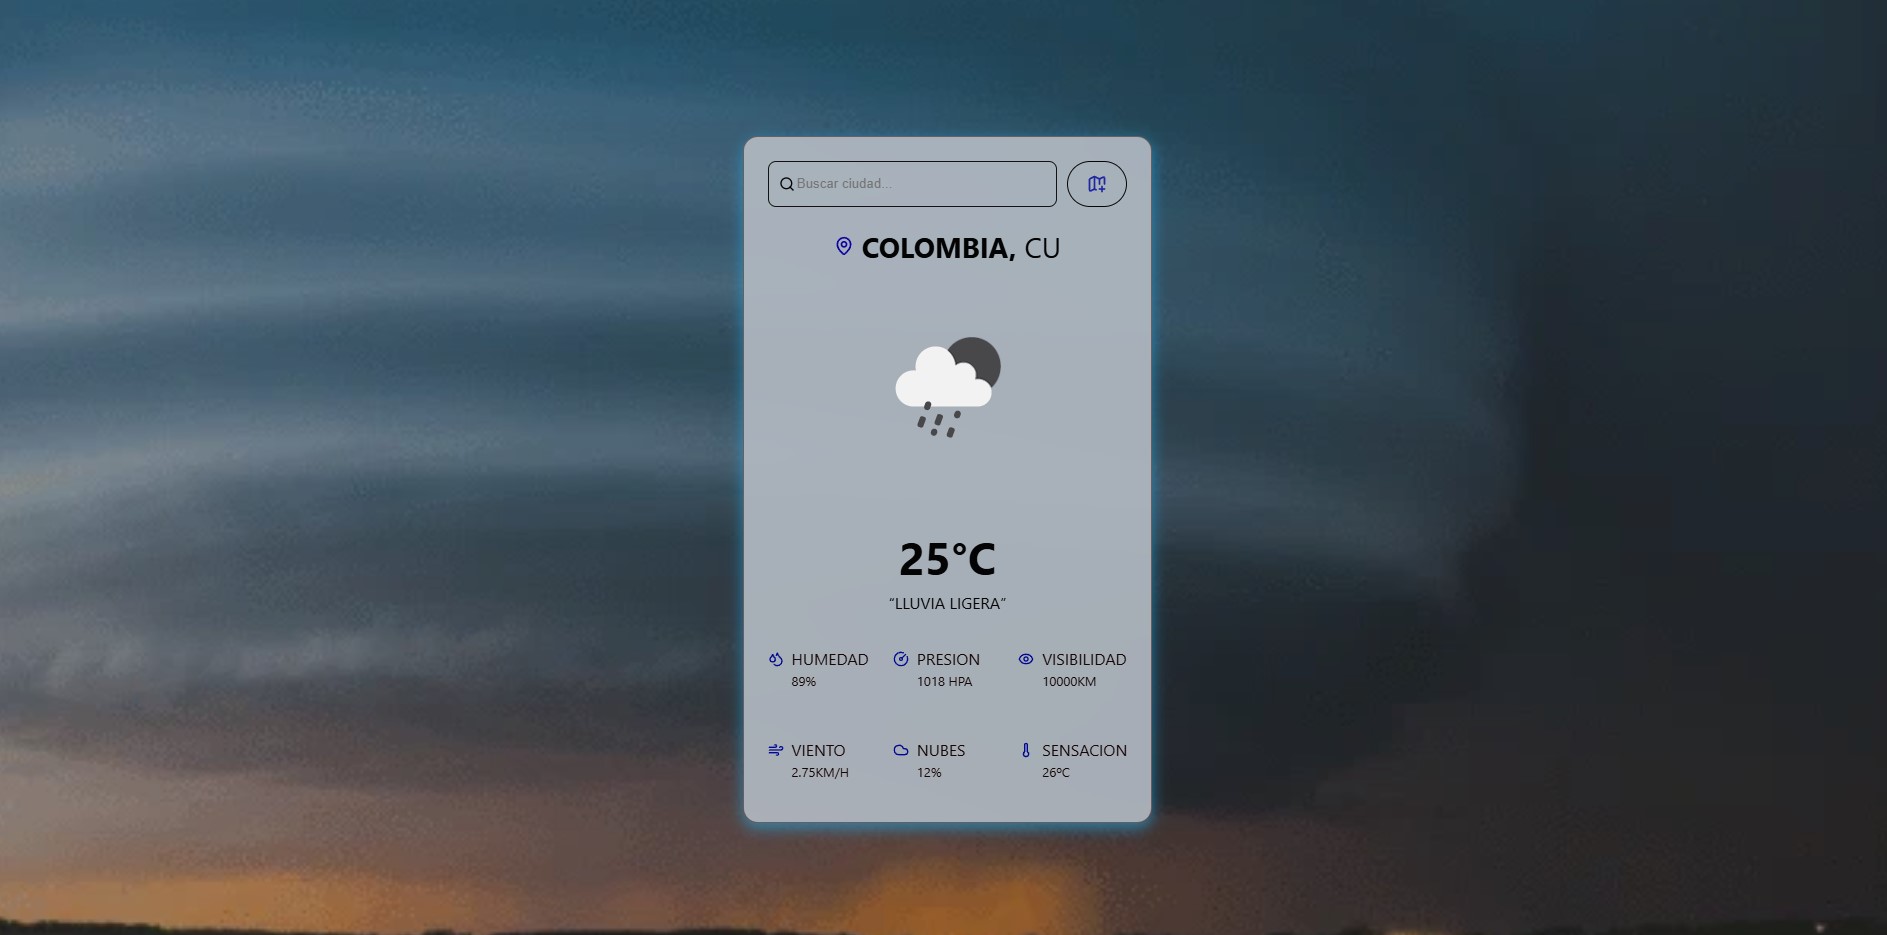 Buscar ciudad...
COLOMBIA, CU
25°C
“LLUVIA LIGERA”
HUMEDAD PRESION VISIBILIDAD
89% 1018 HPA 10000KM
VIENTO NUBES SENSACION
2.75KM/H 12% 26ºC